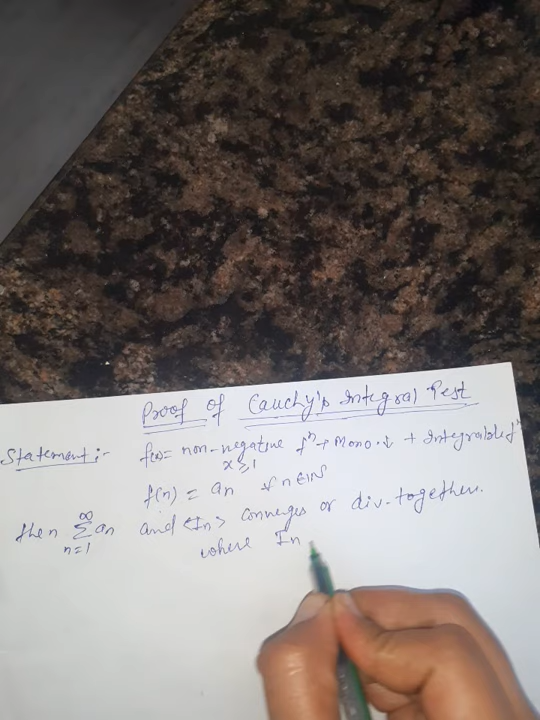 Proof of Cauchy's Integral Test
Statement:- f(x) = non-negative fⁿ + Mono.↓ + Integrable fⁿ
x ≥ 1
f(n) = aₙ ∀ n ∈ ℕ
then ∞∑n=1 aₙ and <Iₙ> converges or div. together.
where Iₙ